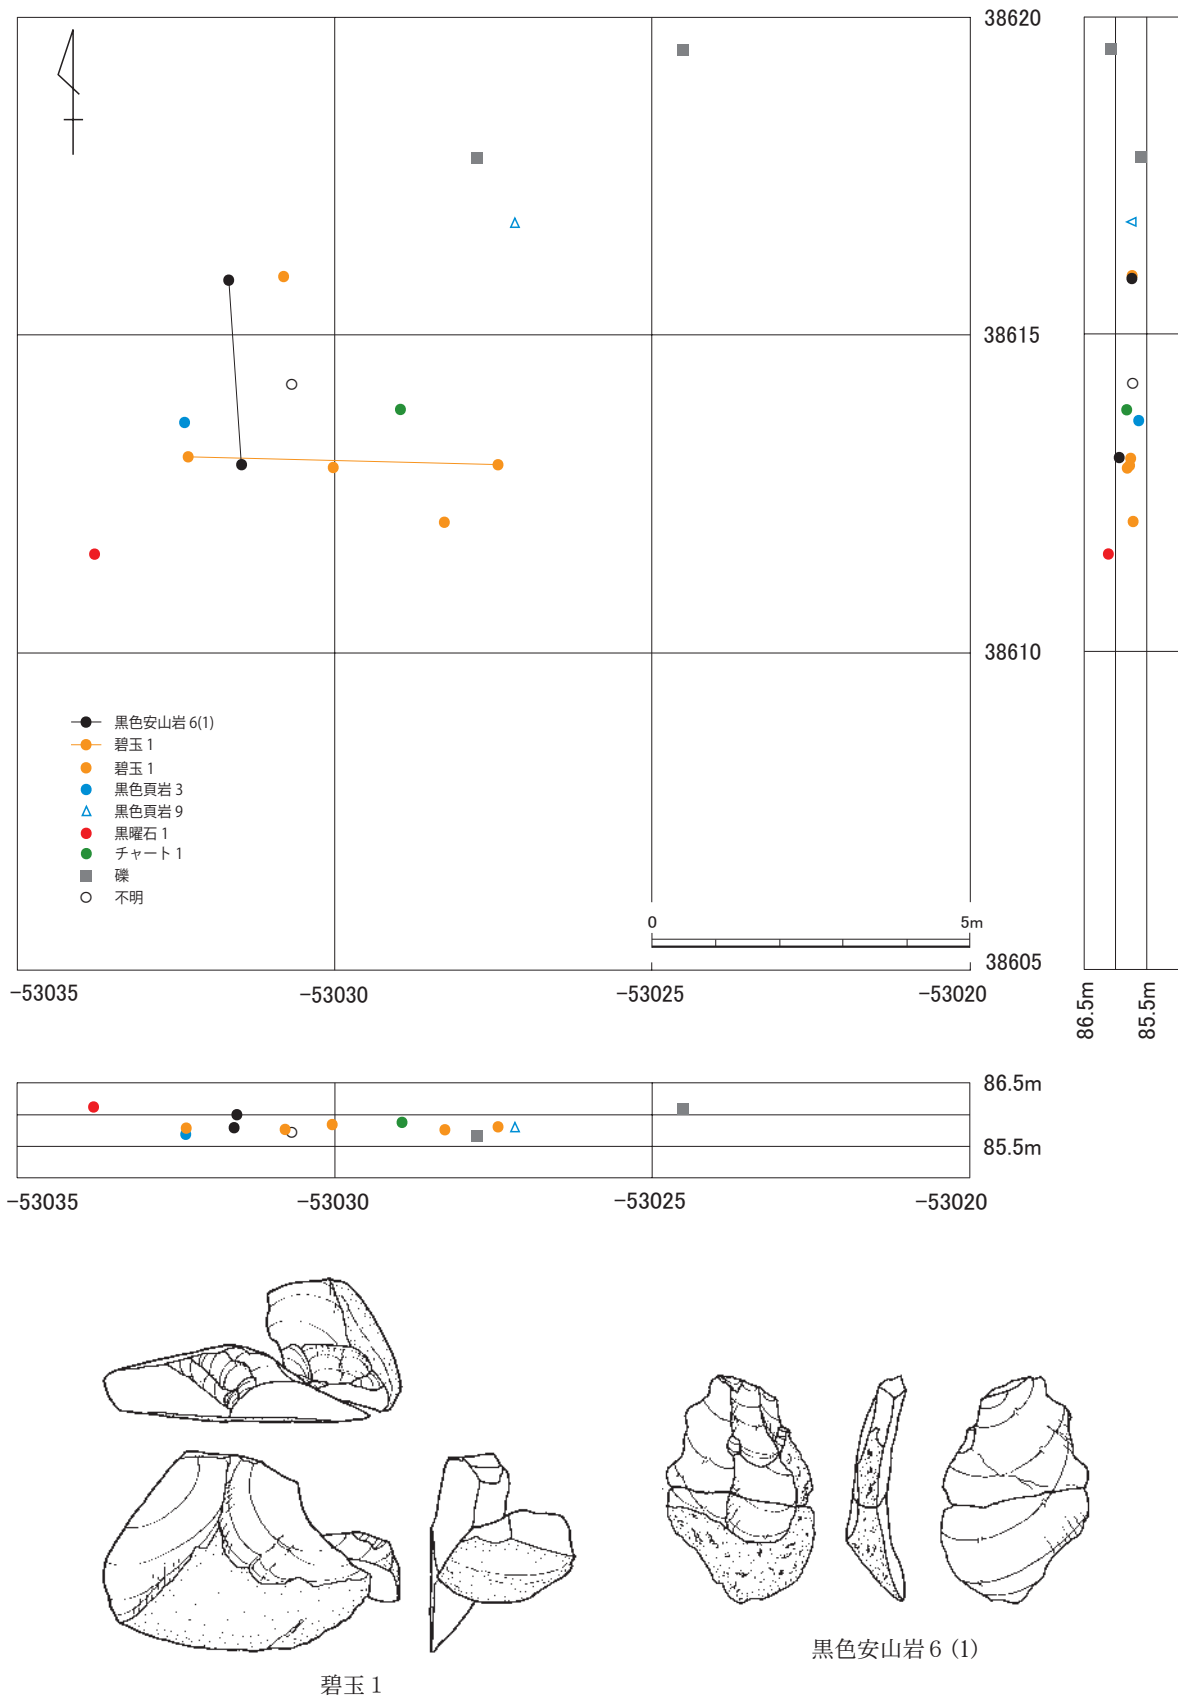 38620
38615
38610
黒色安山岩 6(1)
碧玉 1
碧玉 1
黒色頁岩 3
黒色頁岩 9
黒曜石 1
チャート 1
礫
不明
0 5m
38605
-53035 -53030 -53025 -53020
86.5m
85.5m
86.5m
85.5m
-53035 -53030 -53025 -53020
碧玉 1
黒色安山岩 6 (1)